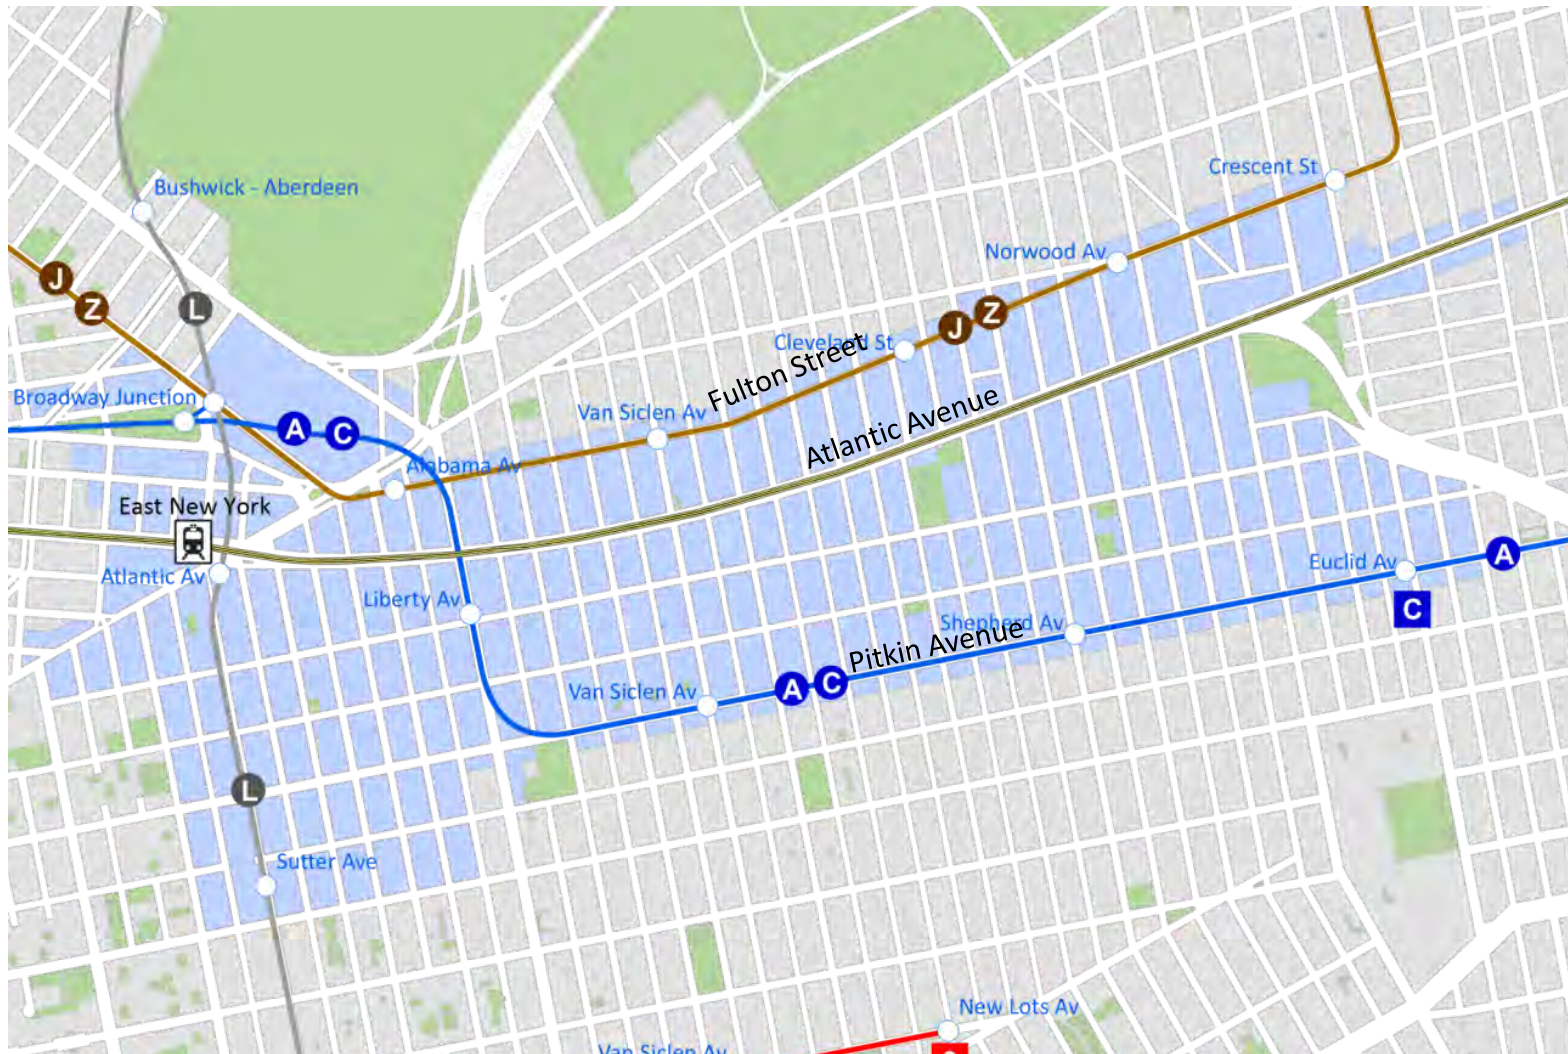 Bushwick - Aberdeen
Crescent St
Norwood Av
J
Z
L
Z
J
Cleveland St
Fulton Street
Broadway Junction
Van Siclen Av
Atlantic Avenue
A
C
Alabama Av
East New York
Atlantic Av
Liberty Av
Euclid Av
A
C
Shepherd Av
Pitkin Avenue
Van Siclen Av
A
C
L
Sutter Ave
New Lots Av
Van Siclen Av